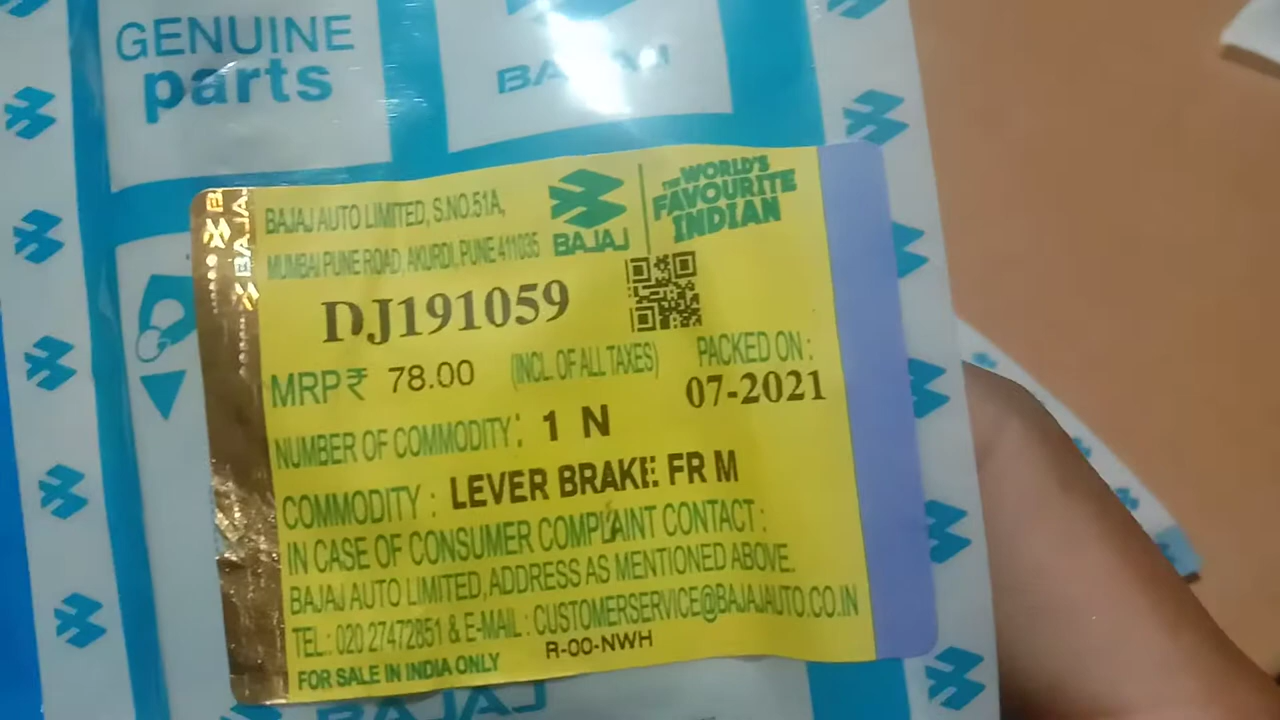 GENUINE
parts
BAJAJ
BAJAJ AUTO LIMITED, S.NO.51A,
MUMBAI PUNE ROAD, AKURDI, PUNE 411035
BAJAJ
THE WORLD'S
FAVOURITE
INDIAN
BAJAJ
DJ191059
MRP₹ 78.00 (INCL. OF ALL TAXES)
PACKED ON :
07-2021
NUMBER OF COMMODITY: 1 N
COMMODITY : LEVER BRAKE FR M
IN CASE OF CONSUMER COMPLAINT CONTACT :
BAJAJ AUTO LIMITED, ADDRESS AS MENTIONED ABOVE.
TEL.: 020 27472851 & E-MAIL : CUSTOMERSERVICE@BAJAJAUTO.CO.IN
R-00-NWH
FOR SALE IN INDIA ONLY
BAJAJ